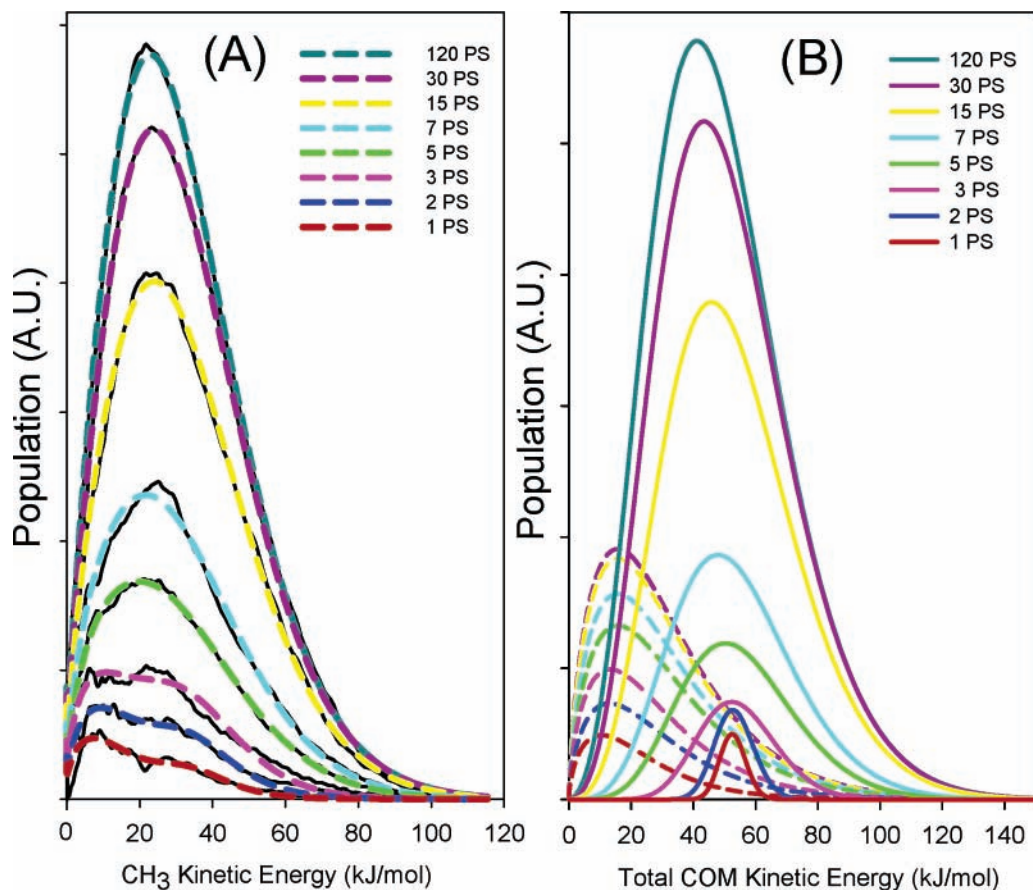 (A)
120 PS
30 PS
15 PS
7 PS
5 PS
3 PS
2 PS
1 PS
Population (A.U.)
0 20 40 60 80 100 120
CH3 Kinetic Energy (kJ/mol)
(B)
120 PS
30 PS
15 PS
7 PS
5 PS
3 PS
2 PS
1 PS
Population (A.U.)
0 20 40 60 80 100 120 140
Total COM Kinetic Energy (kJ/mol)